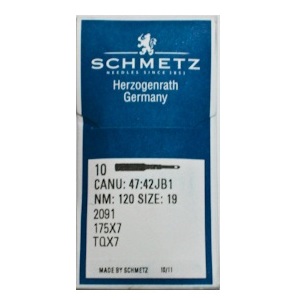 SCHMETZ
NEEDLES SINCE 1851
Herzogenrath
Germany
10
CANU: 47:42JB1
NM: 120 SIZE: 19
2091
175X7
TQX7
MADE BY SCHMETZ 10/11